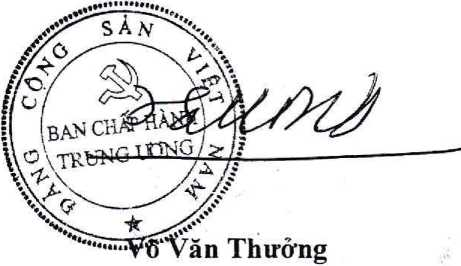 ĐẢNG CỘNG SẢN VIỆT NAM
BAN CHẤP HÀNH
TRUNG ƯƠNG
Võ Văn Thưởng